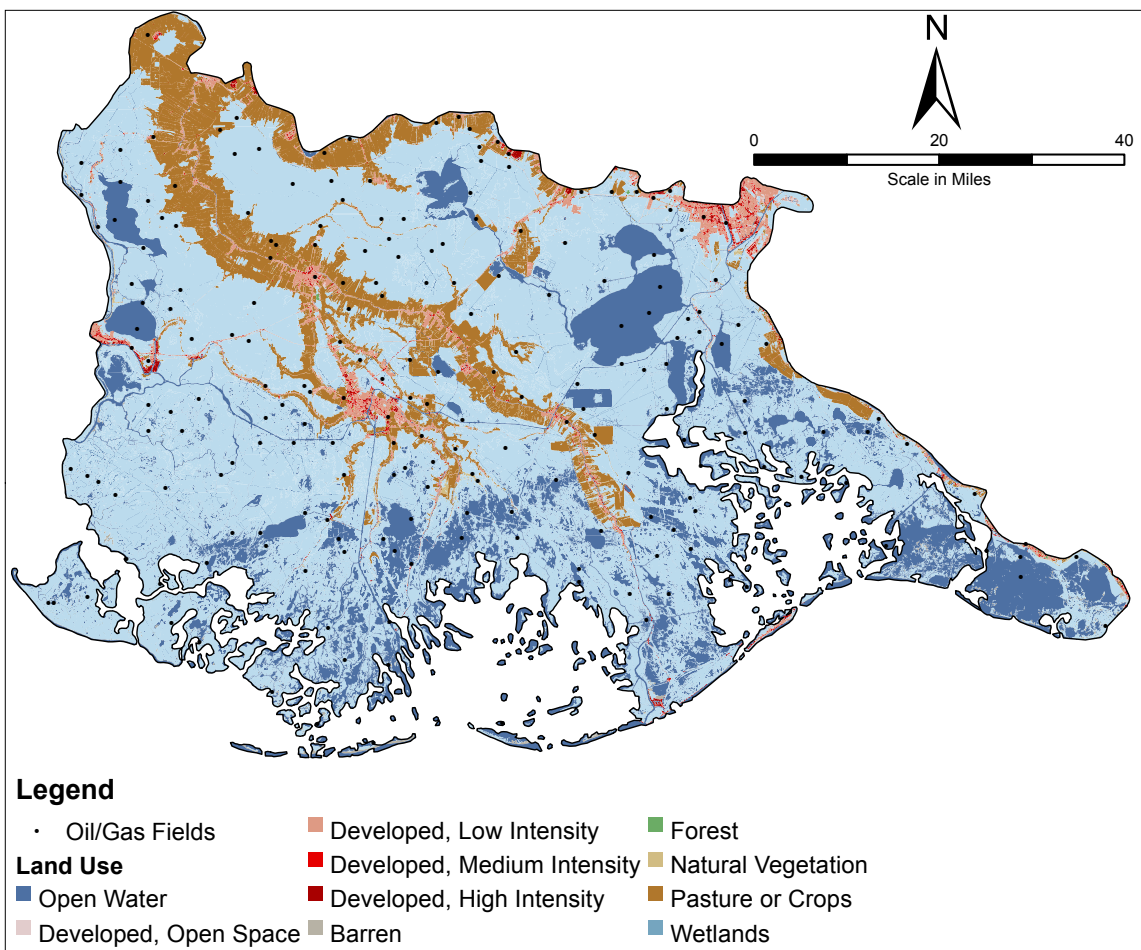 N
0 20 40
Scale in Miles
Legend
Oil/Gas Fields
Land Use
Open Water
Developed, Open Space
Developed, Low Intensity
Developed, Medium Intensity
Developed, High Intensity
Barren
Forest
Natural Vegetation
Pasture or Crops
Wetlands